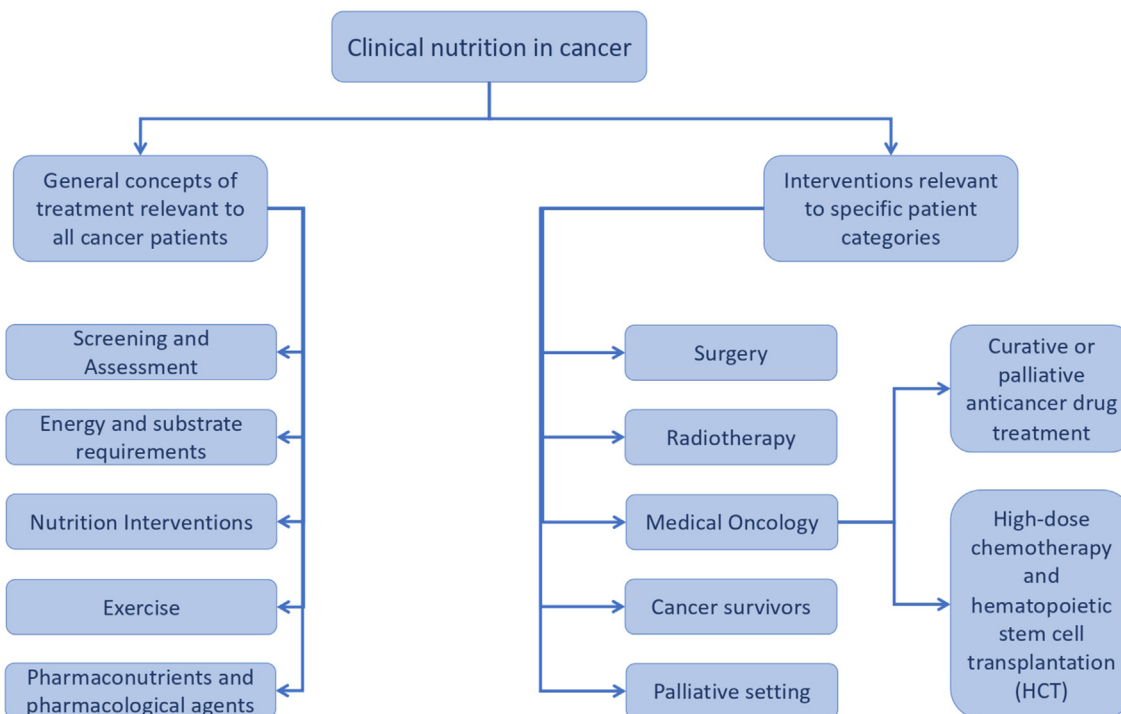 Clinical nutrition in cancer
General concepts of
treatment relevant to
all cancer patients
Interventions relevant
to specific patient
categories
Screening and
Assessment
Energy and substrate
requirements
Nutrition Interventions
Exercise
Pharmaconutrients and
pharmacological agents
Surgery
Radiotherapy
Medical Oncology
Cancer survivors
Palliative setting
Curative or
palliative
anticancer drug
treatment
High-dose
chemotherapy
and
hematopoietic
stem cell
transplantation
(HCT)